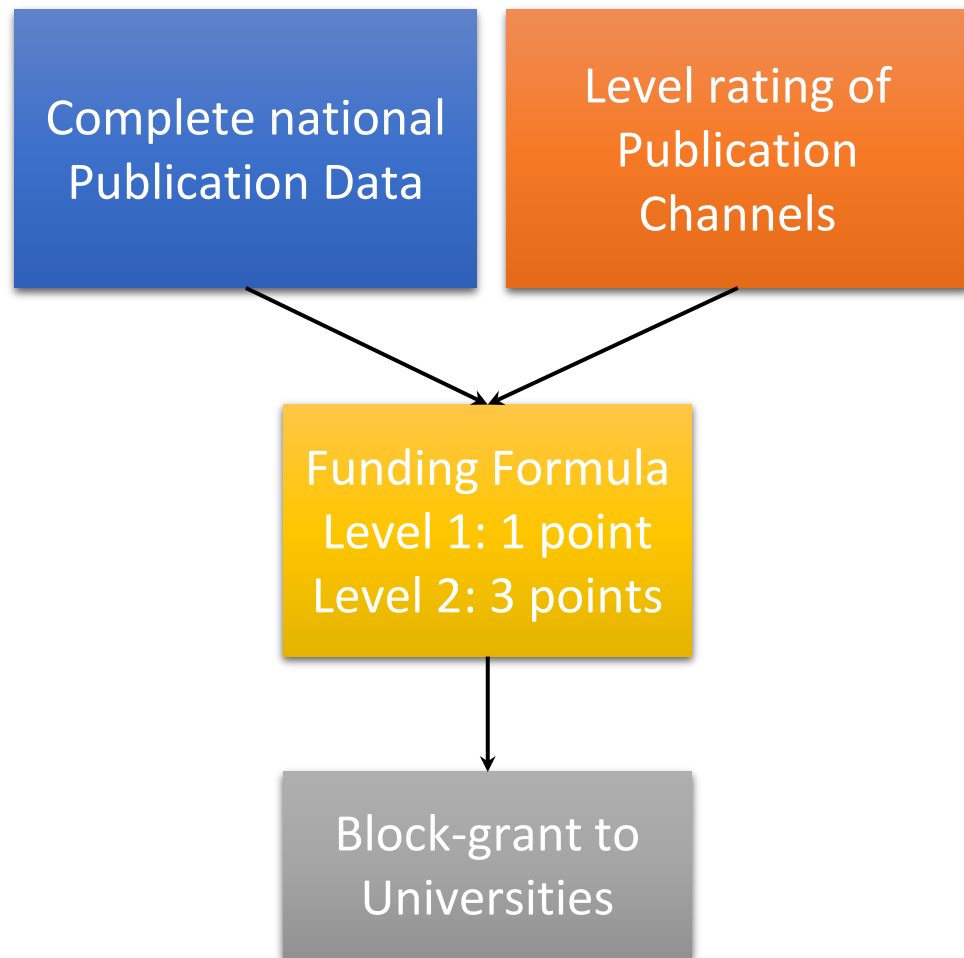 Complete national
Publication Data
Level rating of
Publication
Channels
Funding Formula
Level 1: 1 point
Level 2: 3 points
Block-grant to
Universities